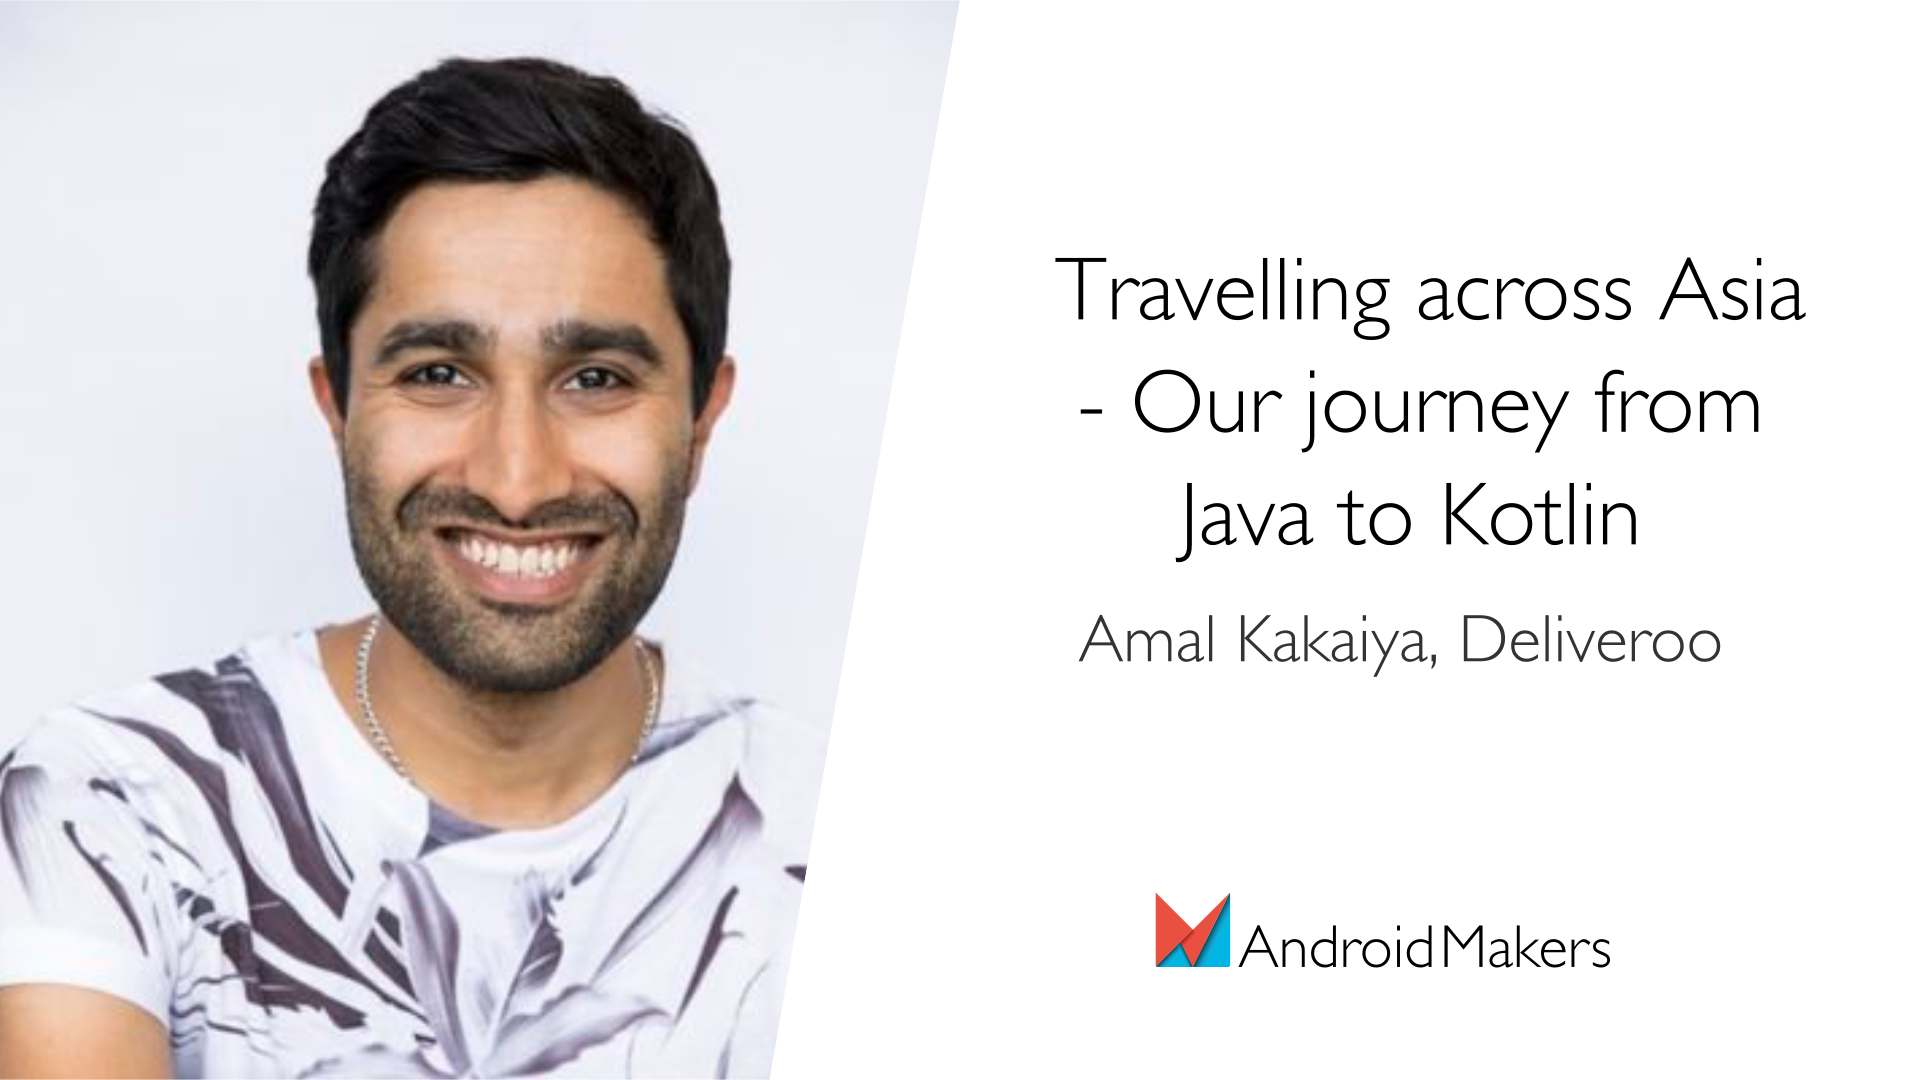 Travelling across Asia
- Our journey from
Java to Kotlin
Amal Kakaiya, Deliveroo
AndroidMakers